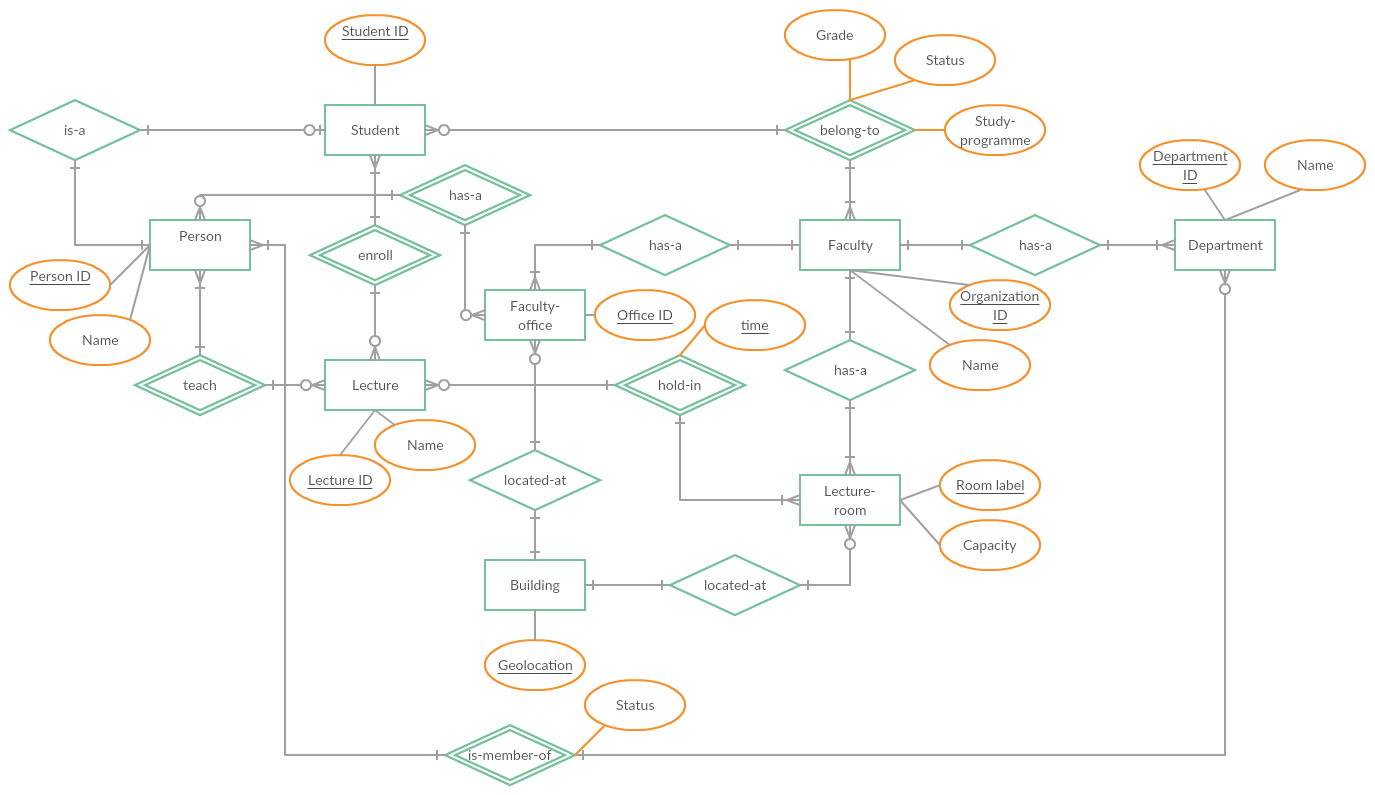 Student ID
Grade
Status
is-a
Student
belong-to
Study-
programme
Department
ID
Name
has-a
Person
enroll
has-a
Faculty
has-a
Department
Person ID
Faculty-
office
Office ID
Organization
ID
time
Name
Name
teach
Lecture
hold-in
has-a
Name
Lecture ID
located-at
Lecture-
room
Room label
Capacity
Building
located-at
Geolocation
Status
is-member-of